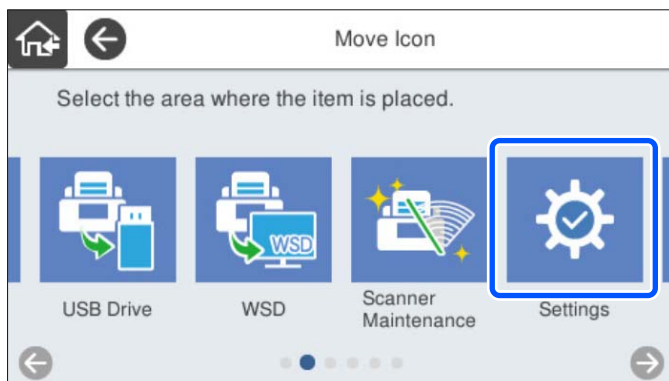 Move Icon
Select the area where the item is placed.
WSD
USB Drive
WSD
Scanner
Maintenance
Settings